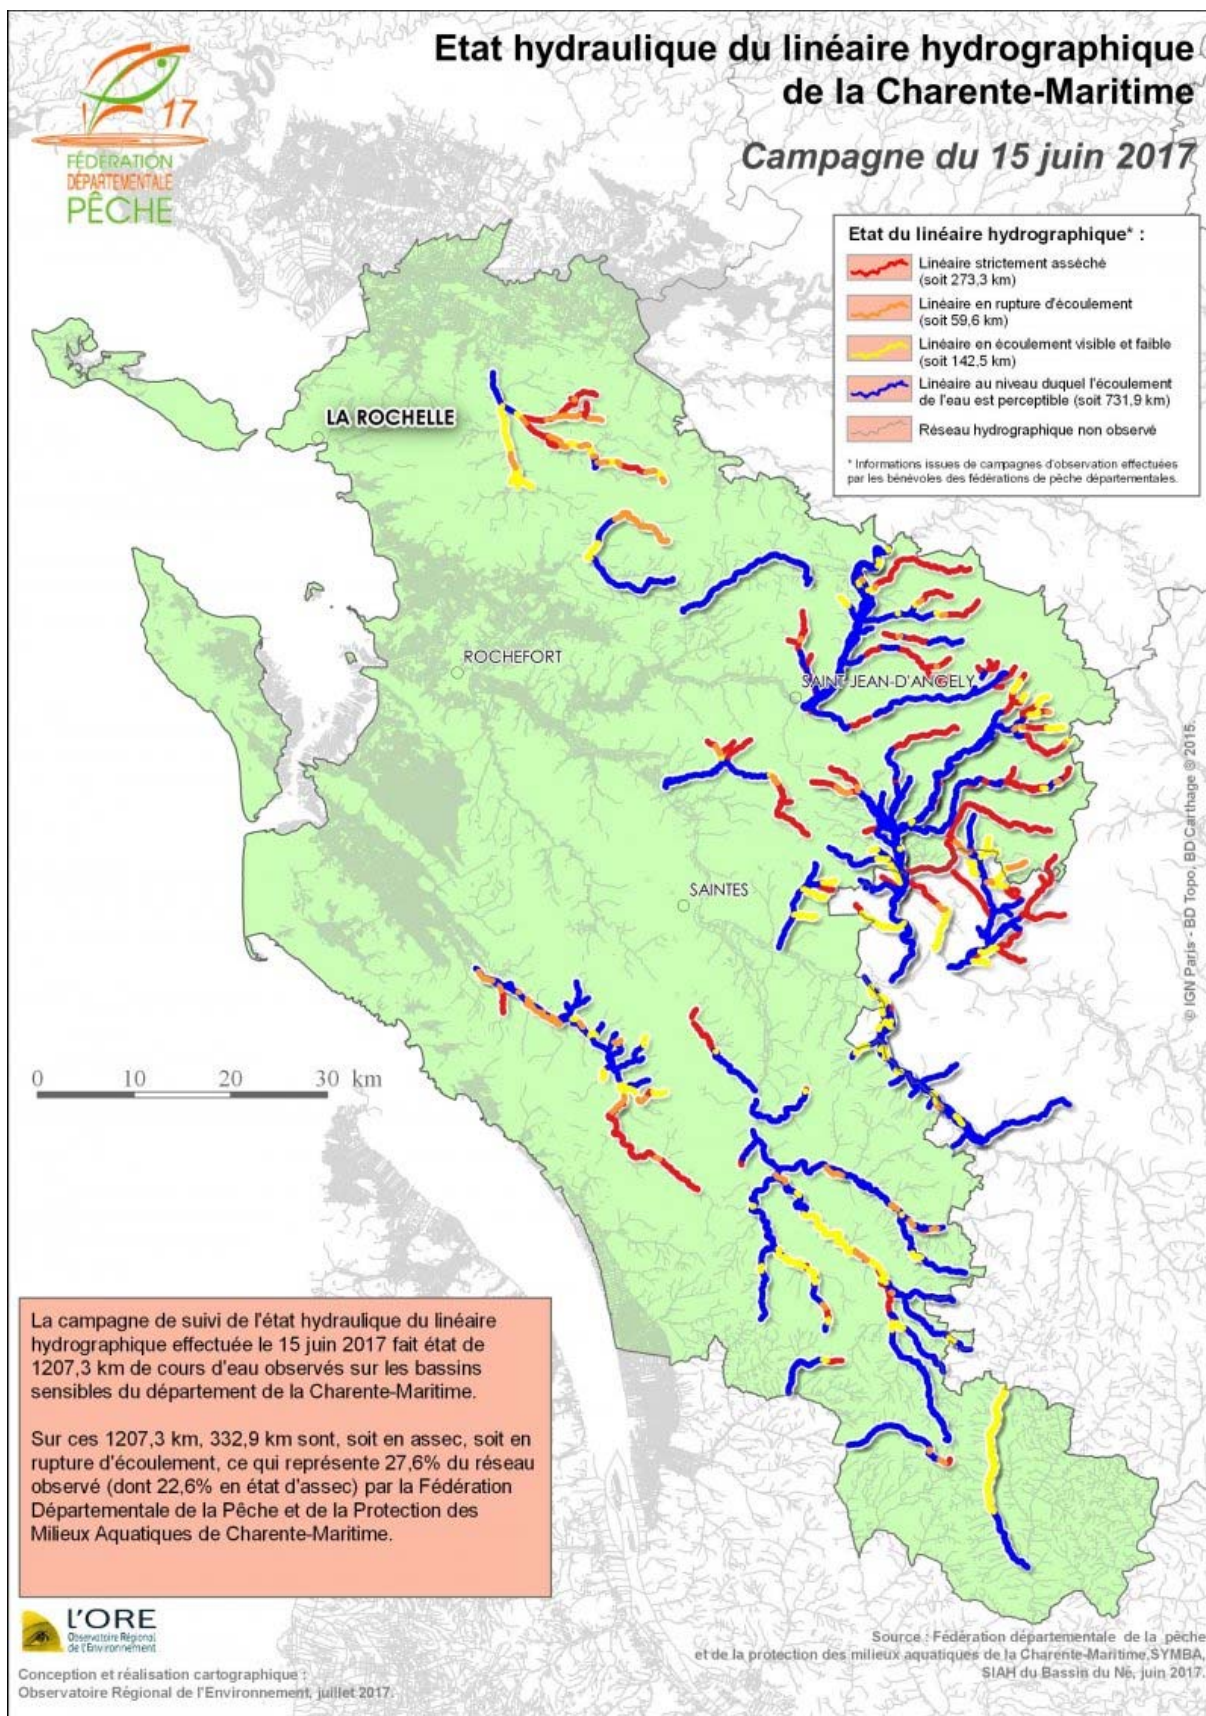 Etat hydraulique du linéaire hydrographique
de la Charente-Maritime
Campagne du 15 juin 2017
17
FÉDÉRATION
DÉPARTEMENTALE
PÊCHE
Etat du linéaire hydrographique* :
Linéaire strictement asséché
(soit 273,3 km)
Linéaire en rupture d'écoulement
(soit 59,6 km)
Linéaire en écoulement visible et faible
(soit 142,5 km)
Linéaire au niveau duquel l'écoulement
de l'eau est perceptible (soit 731,9 km)
Réseau hydrographique non observé
* Informations issues de campagnes d'observation effectuées
par les bénévoles des fédérations de pêche départementales.
LA ROCHELLE
ROCHEFORT
SAINT-JEAN-D'ANGELY
SAINTES
© IGN Paris - BD Topo, BD Carthage © 2015.
0 10 20 30 km
La campagne de suivi de l'état hydraulique du linéaire
hydrographique effectuée le 15 juin 2017 fait état de
1207,3 km de cours d'eau observés sur les bassins
sensibles du département de la Charente-Maritime.
Sur ces 1207,3 km, 332,9 km sont, soit en assec, soit en
rupture d'écoulement, ce qui représente 27,6% du réseau
observé (dont 22,6% en état d'assec) par la Fédération
Départementale de la Pêche et de la Protection des
Milieux Aquatiques de Charente-Maritime.
L'ORE
Observatoire Régional
de l'Environnement
Conception et réalisation cartographique :
Observatoire Régional de l'Environnement, juillet 2017.
Source : Fédération départementale de la pêche
et de la protection des milieux aquatiques de la Charente-Maritime,SYMBA,
SIAH du Bassin du Né, juin 2017.